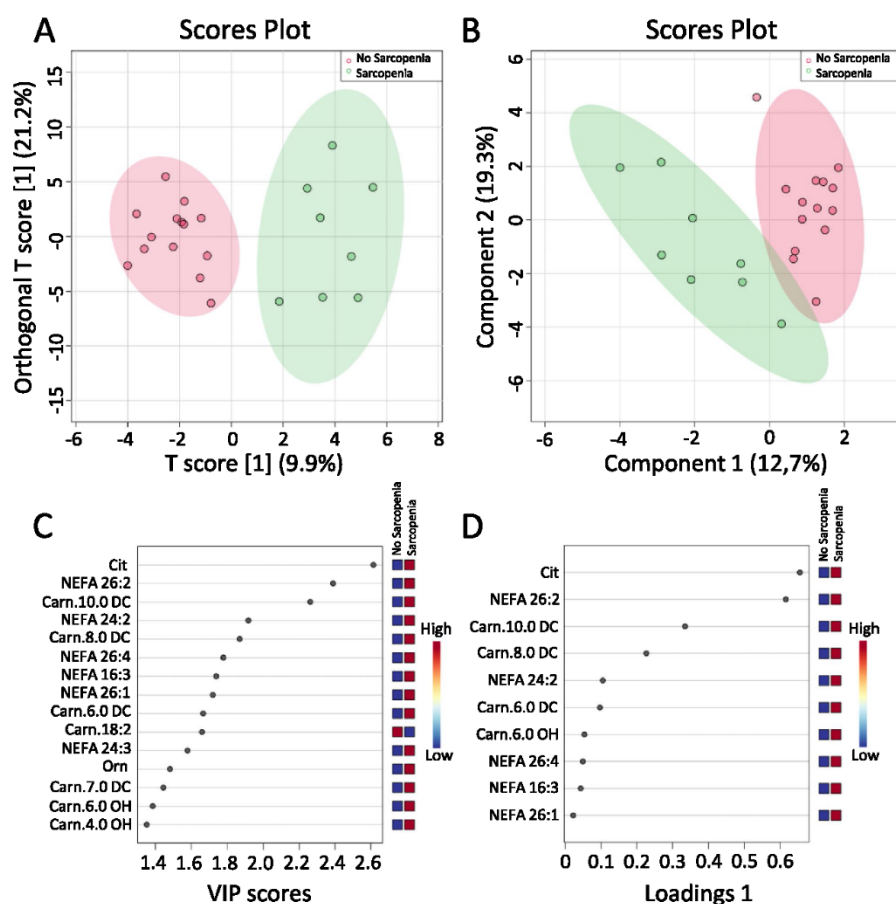 A
Scores Plot
No Sarcopenia
Sarcopenia
Orthogonal T score [1] (21.2%)
15
10
5
-0
-5
-10
-15
-6 -4 -2 0 2 4 6 8
T score [1] (9.9%)
B
Scores Plot
No Sarcopenia
Sarcopenia
Component 2 (19.3%)
6
4
2
0
-2
-4
-6
-6 -4 -2 0 2
Component 1 (12,7%)
C
No Sarcopenia
Sarcopenia
Cit
NEFA 26:2
Carn.10.0 DC
NEFA 24:2
Carn.8.0 DC
NEFA 26:4
NEFA 16:3
NEFA 26:1
Carn.6.0 DC
Carn.18:2
NEFA 24:3
Orn
Carn.7.0 DC
Carn.6.0 OH
Carn.4.0 OH
High
Low
1.4 1.6 1.8 2.0 2.2 2.4 2.6
VIP scores
D
No Sarcopenia
Sarcopenia
Cit
NEFA 26:2
Carn.10.0 DC
Carn.8.0 DC
NEFA 24:2
Carn.6.0 DC
Carn.6.0 OH
NEFA 26:4
NEFA 16:3
NEFA 26:1
High
Low
0 0.1 0.2 0.3 0.4 0.5 0.6
Loadings 1